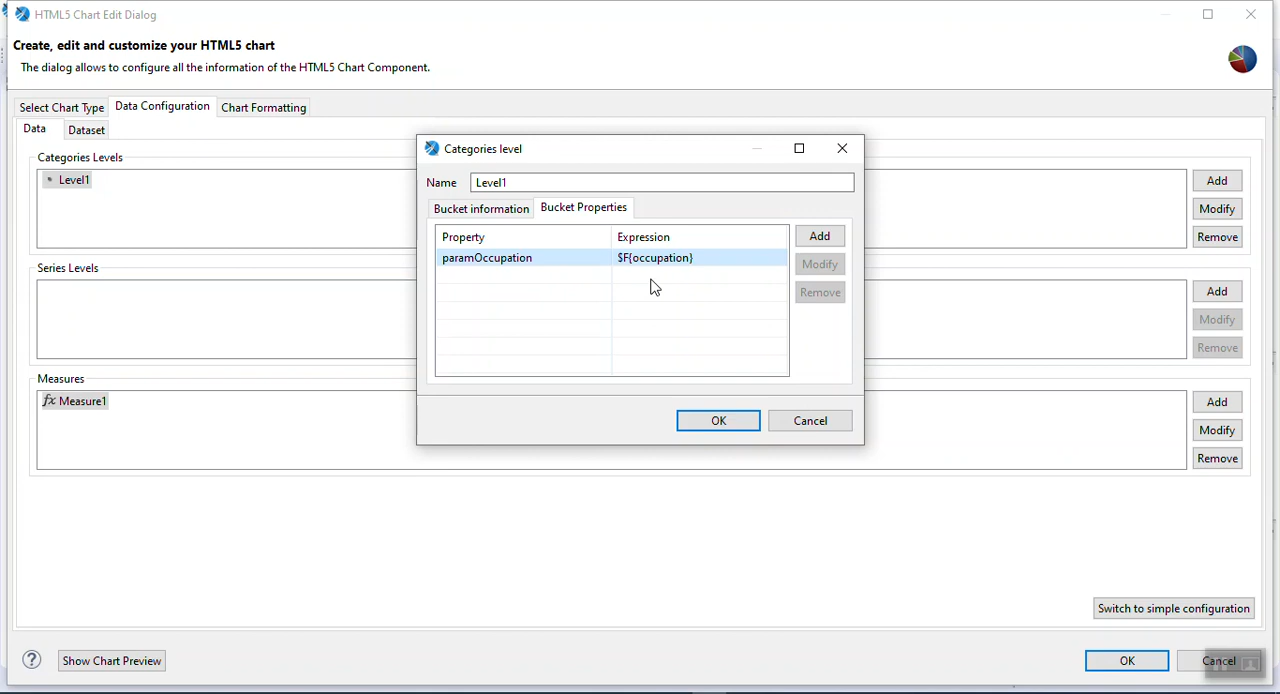 HTML5 Chart Edit Dialog
Create, edit and customize your HTML5 chart
The dialog allows to configure all the information of the HTML5 Chart Component.
Select Chart Type Data Configuration Chart Formatting
Data Dataset
Categories Levels
Level1
Add
Modify
Remove
Series Levels
Add
Modify
Remove
Measures
fx Measure1
Add
Modify
Remove
Categories level
Name Level1
Bucket information Bucket Properties
Property Expression
paramOccupation $F{occupation}
Add
Modify
Remove
OK Cancel
Switch to simple configuration
? Show Chart Preview OK Cancel